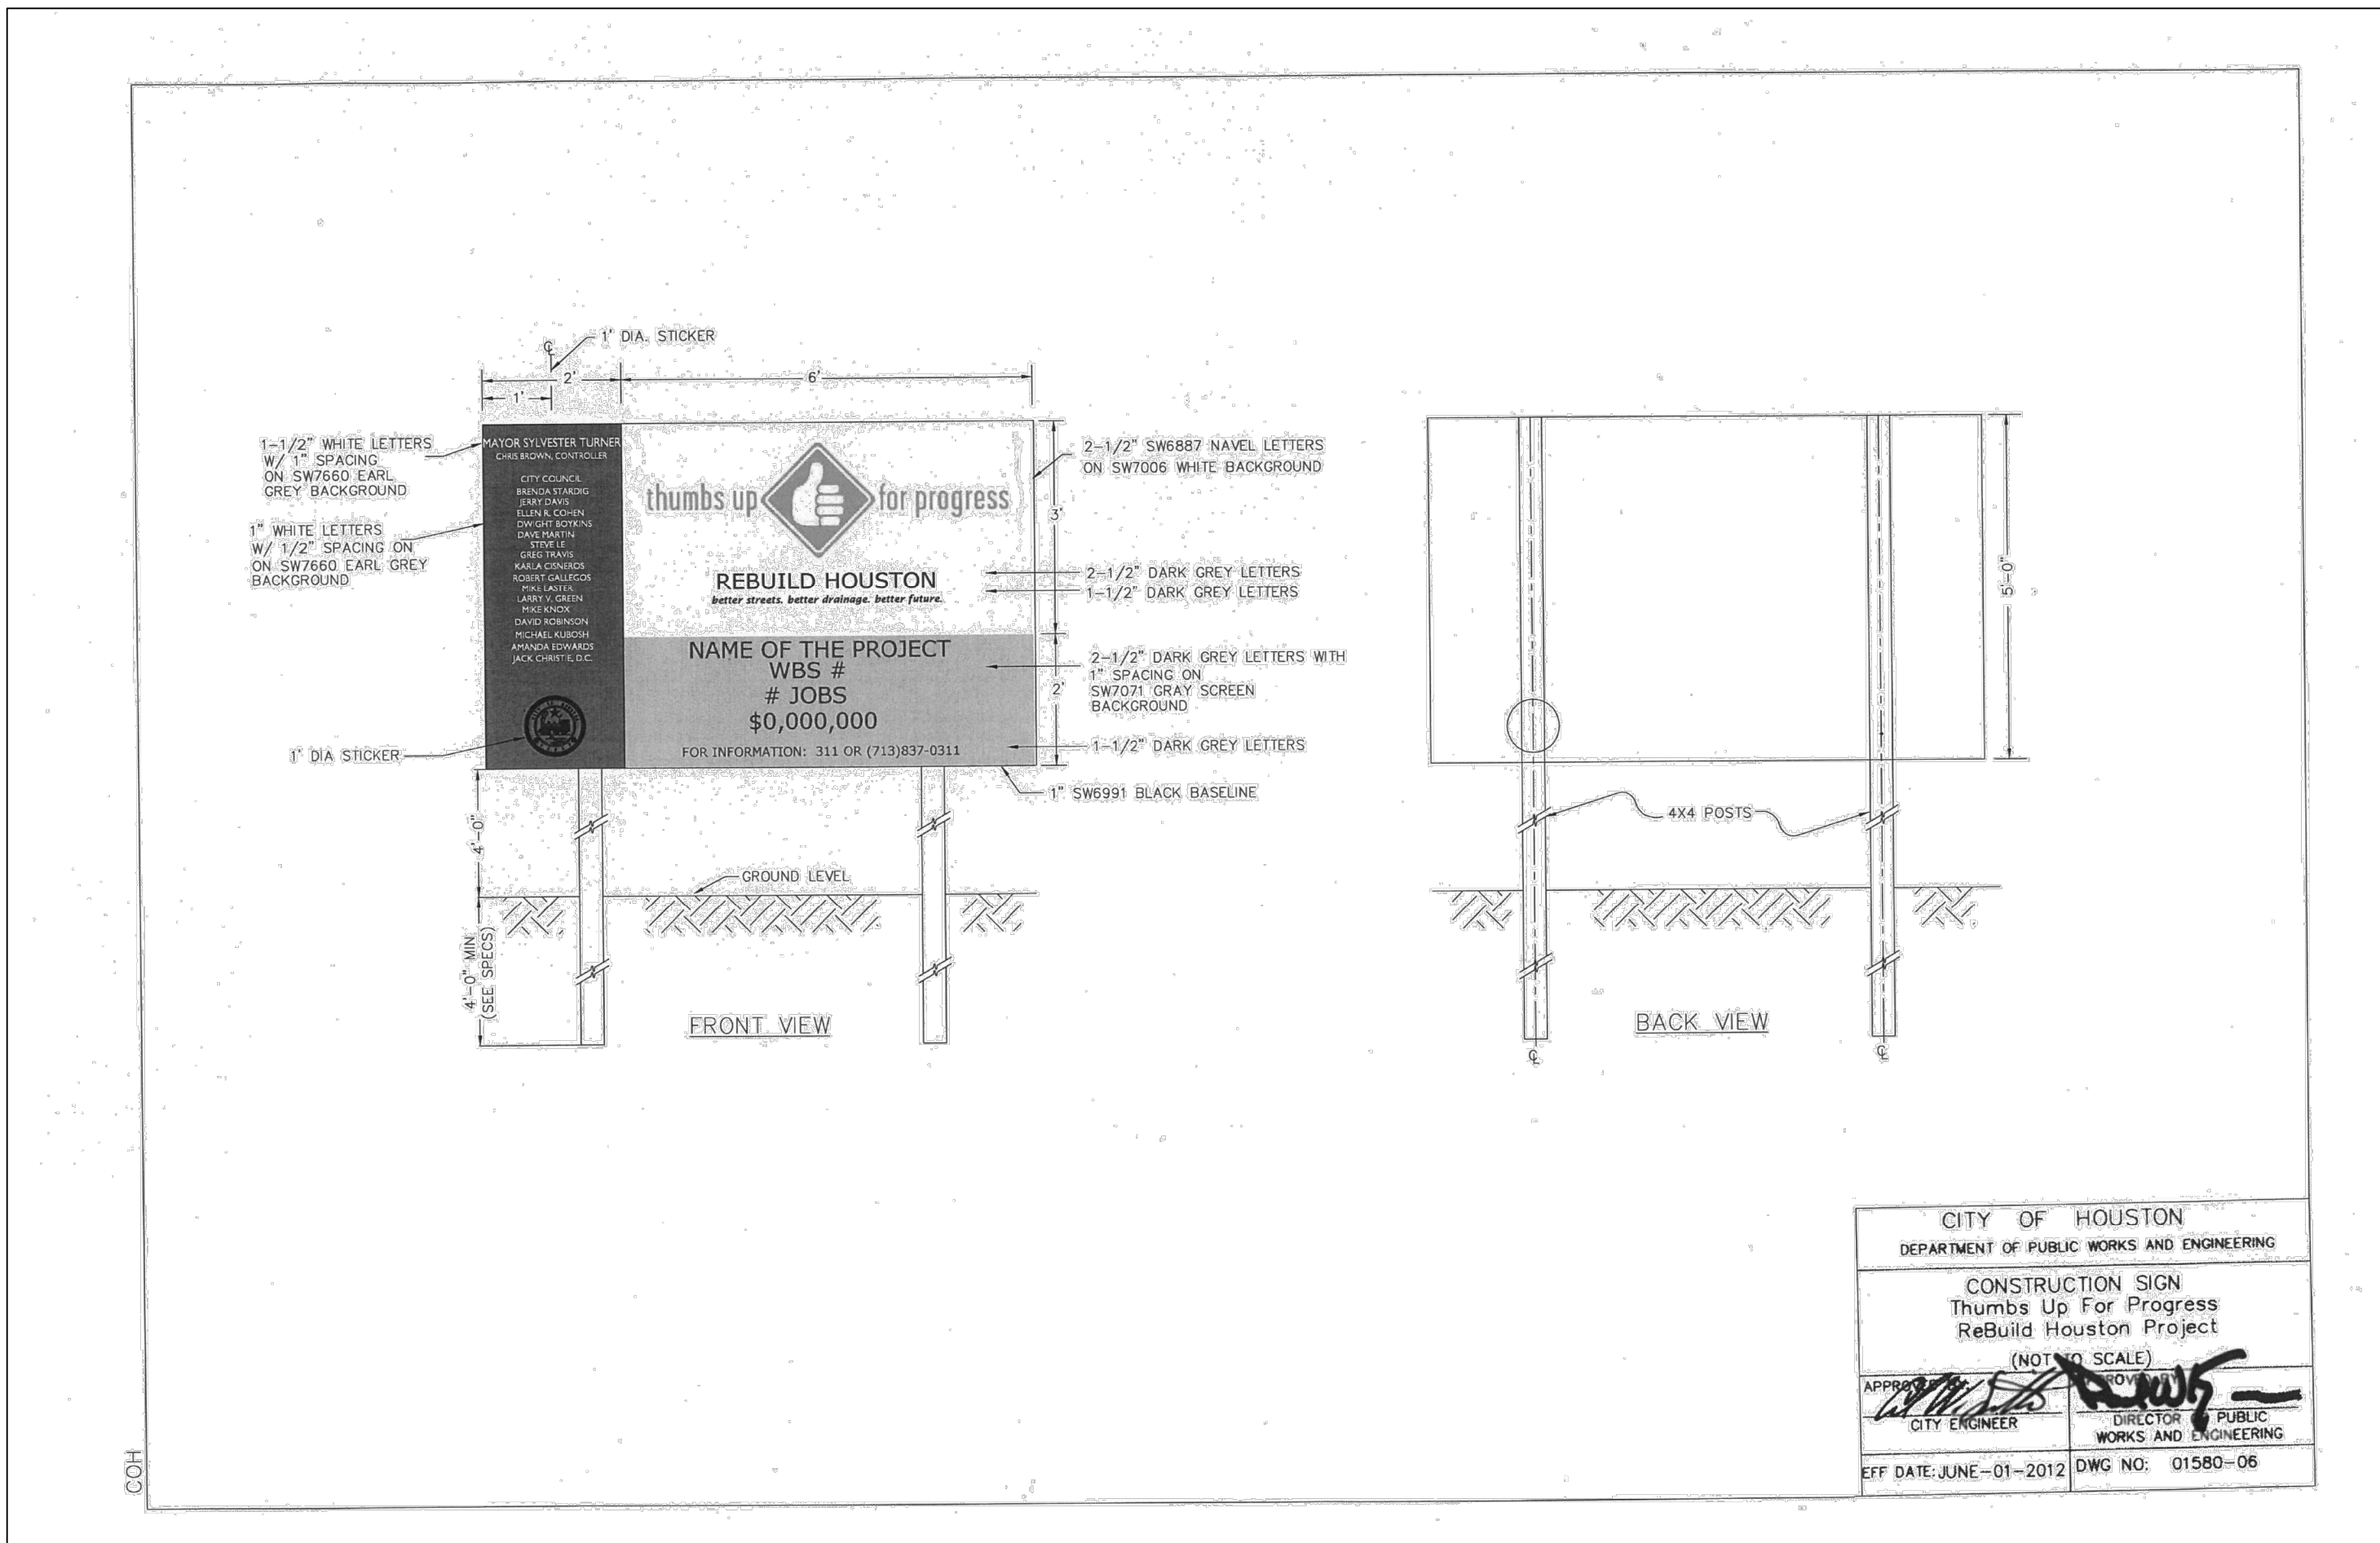 1' DIA. STICKER
℄
2'
6'
1'
1-1/2" WHITE LETTERS
W/ 1" SPACING
ON SW7660 EARL
GREY BACKGROUND
1" WHITE LETTERS
W/ 1/2" SPACING ON
ON SW7660 EARL GREY
BACKGROUND
1' DIA STICKER
MAYOR SYLVESTER TURNER
CHRIS BROWN, CONTROLLER
CITY COUNCIL
BRENDA STARDIG
JERRY DAVIS
ELLEN R. COHEN
DWIGHT BOYKINS
DAVE MARTIN
STEVE LE
GREG TRAVIS
KARLA CISNEROS
ROBERT GALLEGOS
MIKE LASTER
LARRY V. GREEN
MIKE KNOX
DAVID ROBINSON
MICHAEL KUBOSH
AMANDA EDWARDS
JACK CHRISTIE, D.C.
thumbs up for progress
REBUILD HOUSTON
better streets. better drainage. better future.
NAME OF THE PROJECT
WBS #
# JOBS
$0,000,000
FOR INFORMATION: 311 OR (713)837-0311
3'
2'
2-1/2" SW6887 NAVEL LETTERS
ON SW7006 WHITE BACKGROUND
2-1/2" DARK GREY LETTERS
1-1/2" DARK GREY LETTERS
2-1/2" DARK GREY LETTERS WITH
1" SPACING ON
SW7071 GRAY SCREEN
BACKGROUND
1-1/2" DARK GREY LETTERS
1" SW6991 BLACK BASELINE
4'-0"
GROUND LEVEL
4'-0" MIN
(SEE SPECS)
FRONT VIEW
5'-0"
4X4 POSTS
BACK VIEW
℄
℄
CITY OF HOUSTON
DEPARTMENT OF PUBLIC WORKS AND ENGINEERING
CONSTRUCTION SIGN
Thumbs Up For Progress
ReBuild Houston Project
(NOT TO SCALE)
CITY ENGINEER
DIRECTOR PUBLIC
WORKS AND ENGINEERING
EFF DATE: JUNE-01-2012
DWG NO: 01580-06
COH